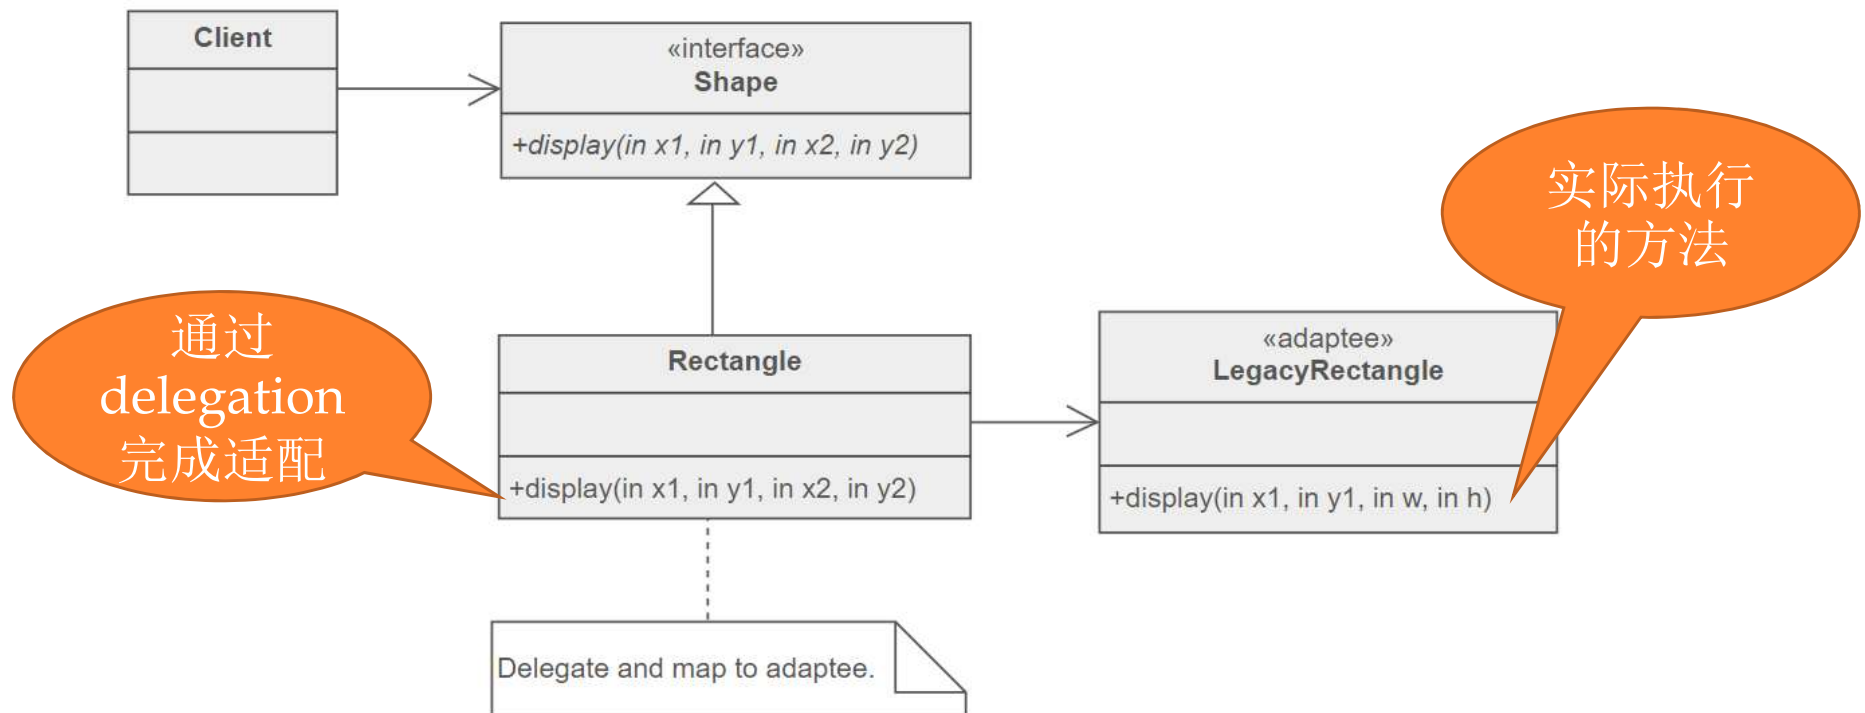 Client
«interface»
Shape
+display(in x1, in y1, in x2, in y2)
实际执行
的方法
通过
delegation
完成适配
Rectangle
+display(in x1, in y1, in x2, in y2)
«adaptee»
LegacyRectangle
+display(in x1, in y1, in w, in h)
Delegate and map to adaptee.